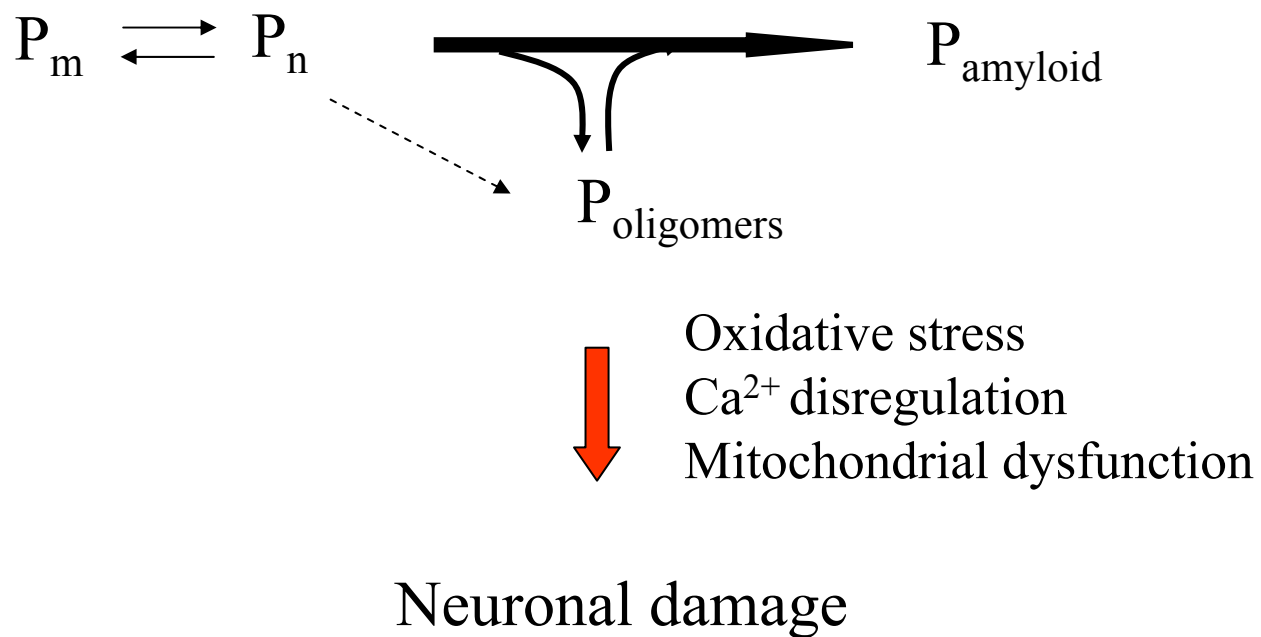 Pm Pn Pamyloid
Poligomers
Oxidative stress
Ca2+ disregulation
Mitochondrial dysfunction
Neuronal damage